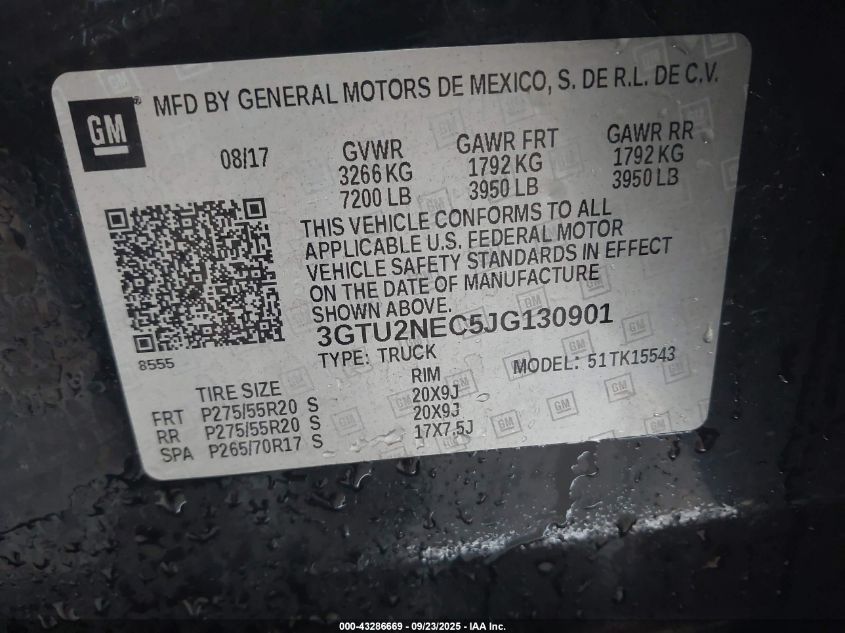 GM ® MFD BY GENERAL MOTORS DE MEXICO, S. DE R.L. DE C.V.
08/17 GVWR GAWR FRT GAWR RR
3266 KG 1792 KG 1792 KG
7200 LB 3950 LB 3950 LB
THIS VEHICLE CONFORMS TO ALL
APPLICABLE U.S. FEDERAL MOTOR
VEHICLE SAFETY STANDARDS IN EFFECT
ON THE DATE OF MANUFACTURE
SHOWN ABOVE.
3GTU2NEC5JG130901
8555 TYPE: TRUCK MODEL: 51TK15543
TIRE SIZE RIM
FRT P275/55R20 S 20X9J
RR P275/55R20 S 20X9J
SPA P265/70R17 S 17X7.5J
000-43286669 - 09/23/2025 - IAA Inc.